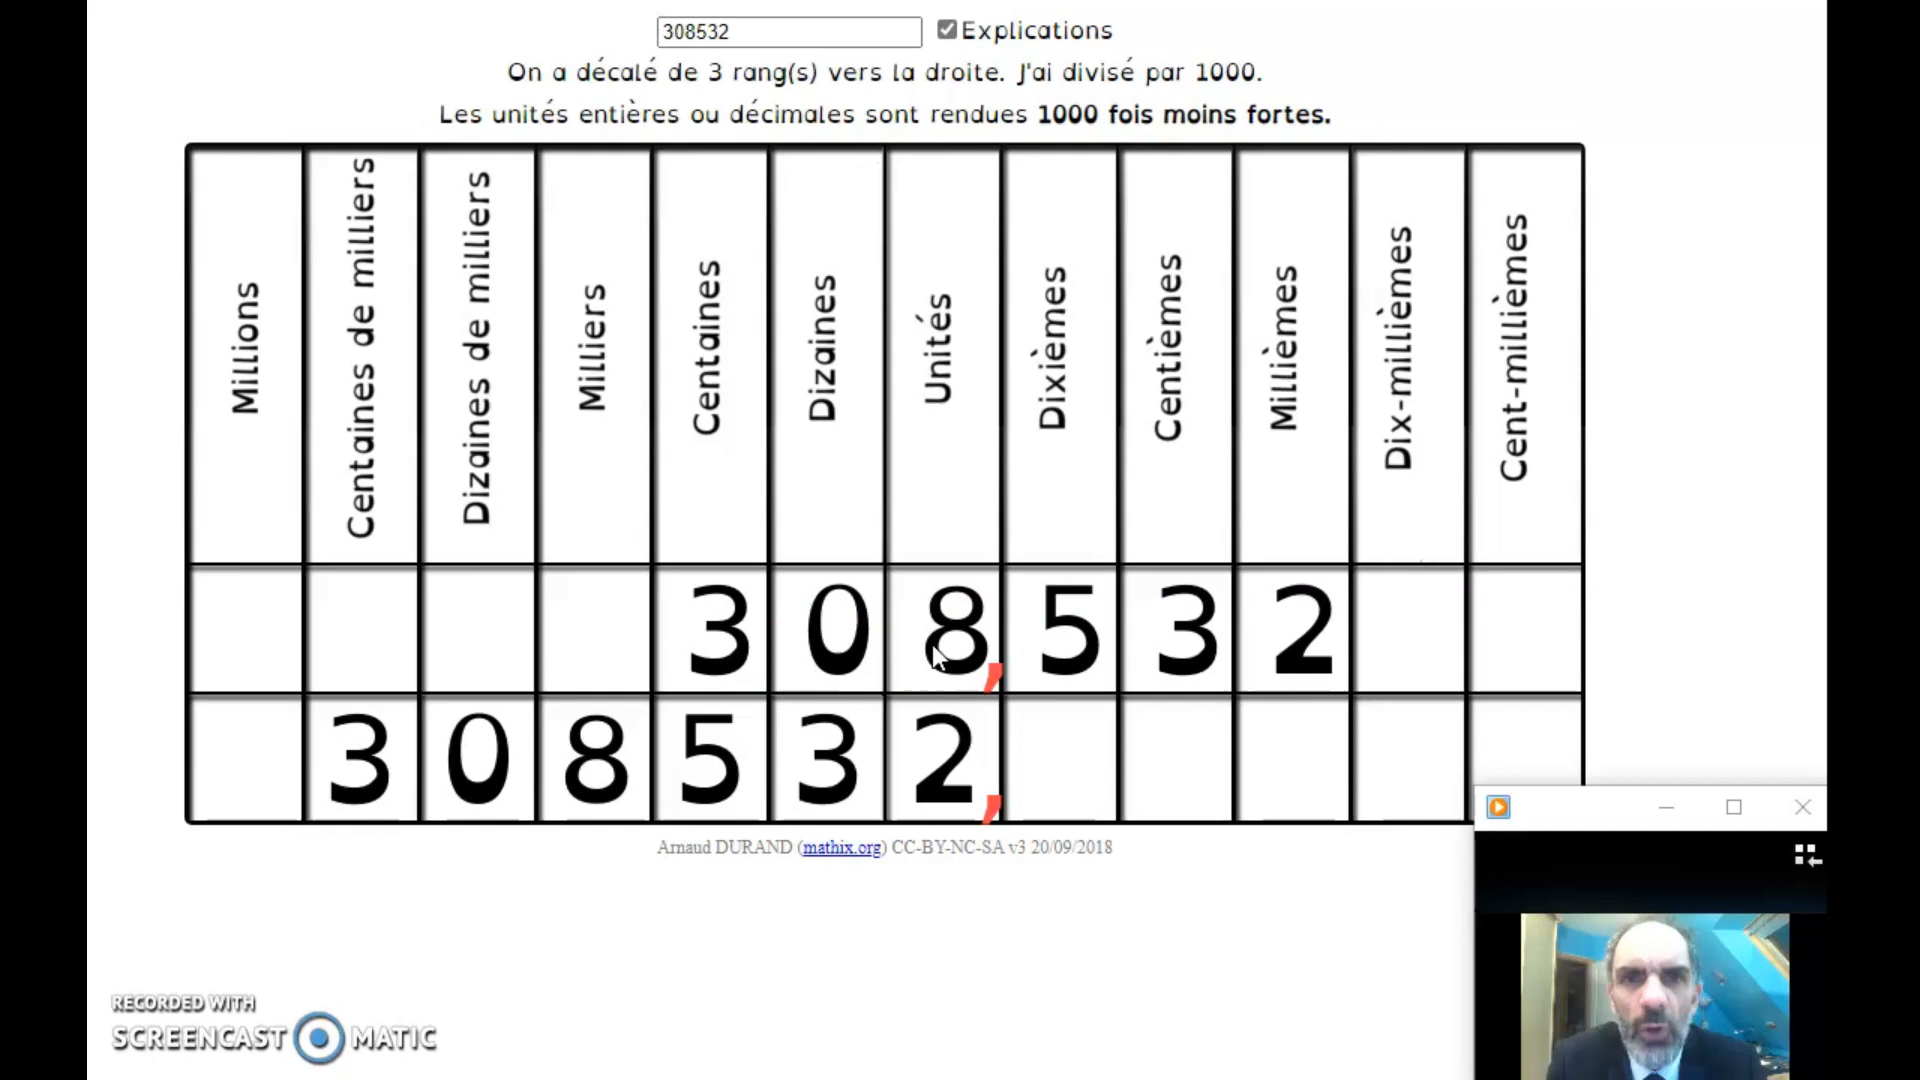 308532 Explications
On a décalé de 3 rang(s) vers la droite. J'ai divisé par 1000.
Les unités entières ou décimales sont rendues 1000 fois moins fortes.
Millions Centaines de milliers Dizaines de milliers Milliers Centaines Dizaines Unités Dixièmes Centièmes Millièmes Dix-millièmes Cent-milièmes
3 0 8, 5 3 2
3 0 8 5 3 2,
Arnaud DURAND (mathix.org) CC-BY-NC-SA v3 20/09/2018
RECORDED WITH
SCREENCAST MATIC